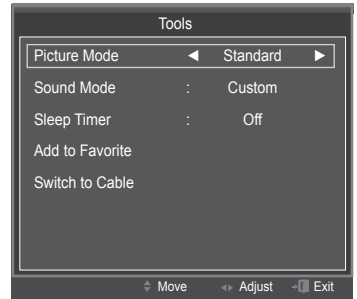 Tools
Picture Mode ◀ Standard ▶
Sound Mode : Custom
Sleep Timer : Off
Add to Favorite
Switch to Cable
Move Adjust Exit